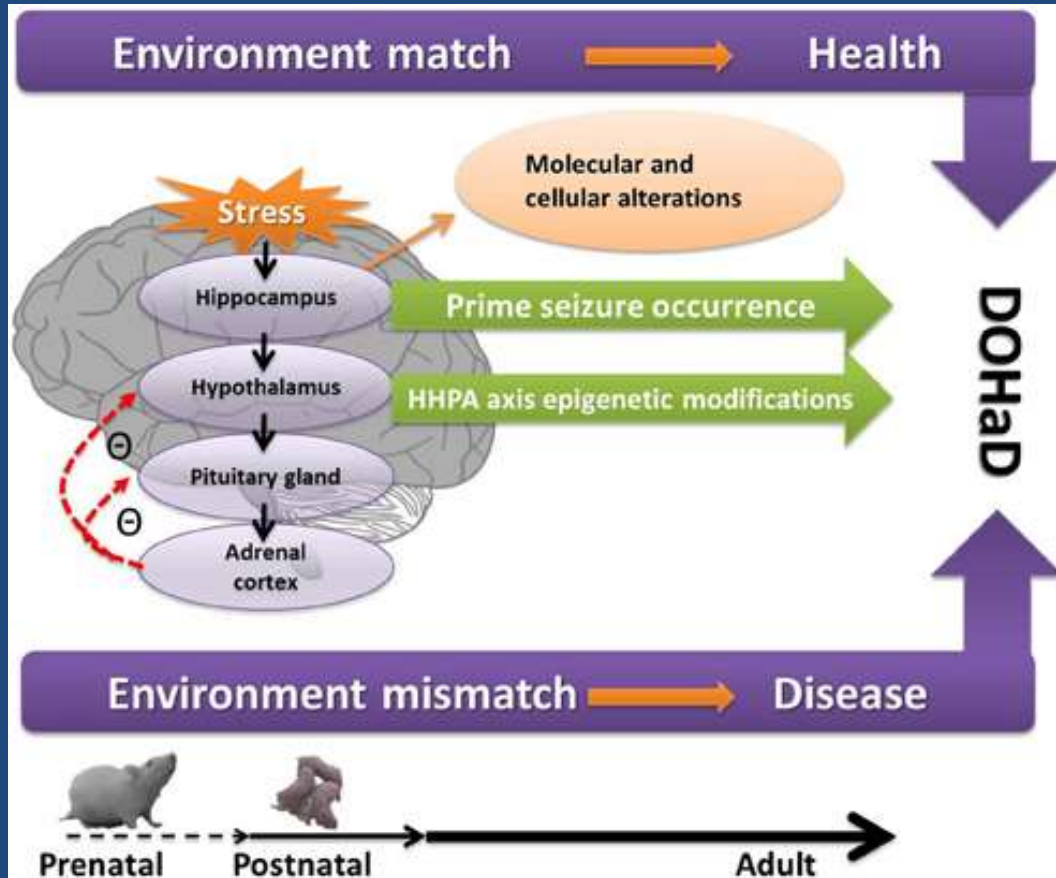 Environment match
Health
Molecular and
cellular alterations
Stress
Hippocampus
Prime seizure occurrence
Hypothalamus
HHPA axis epigenetic modifications
DOHaD
Θ
Pituitary gland
Θ
Adrenal
cortex
Environment mismatch
Disease
Prenatal
Postnatal
Adult